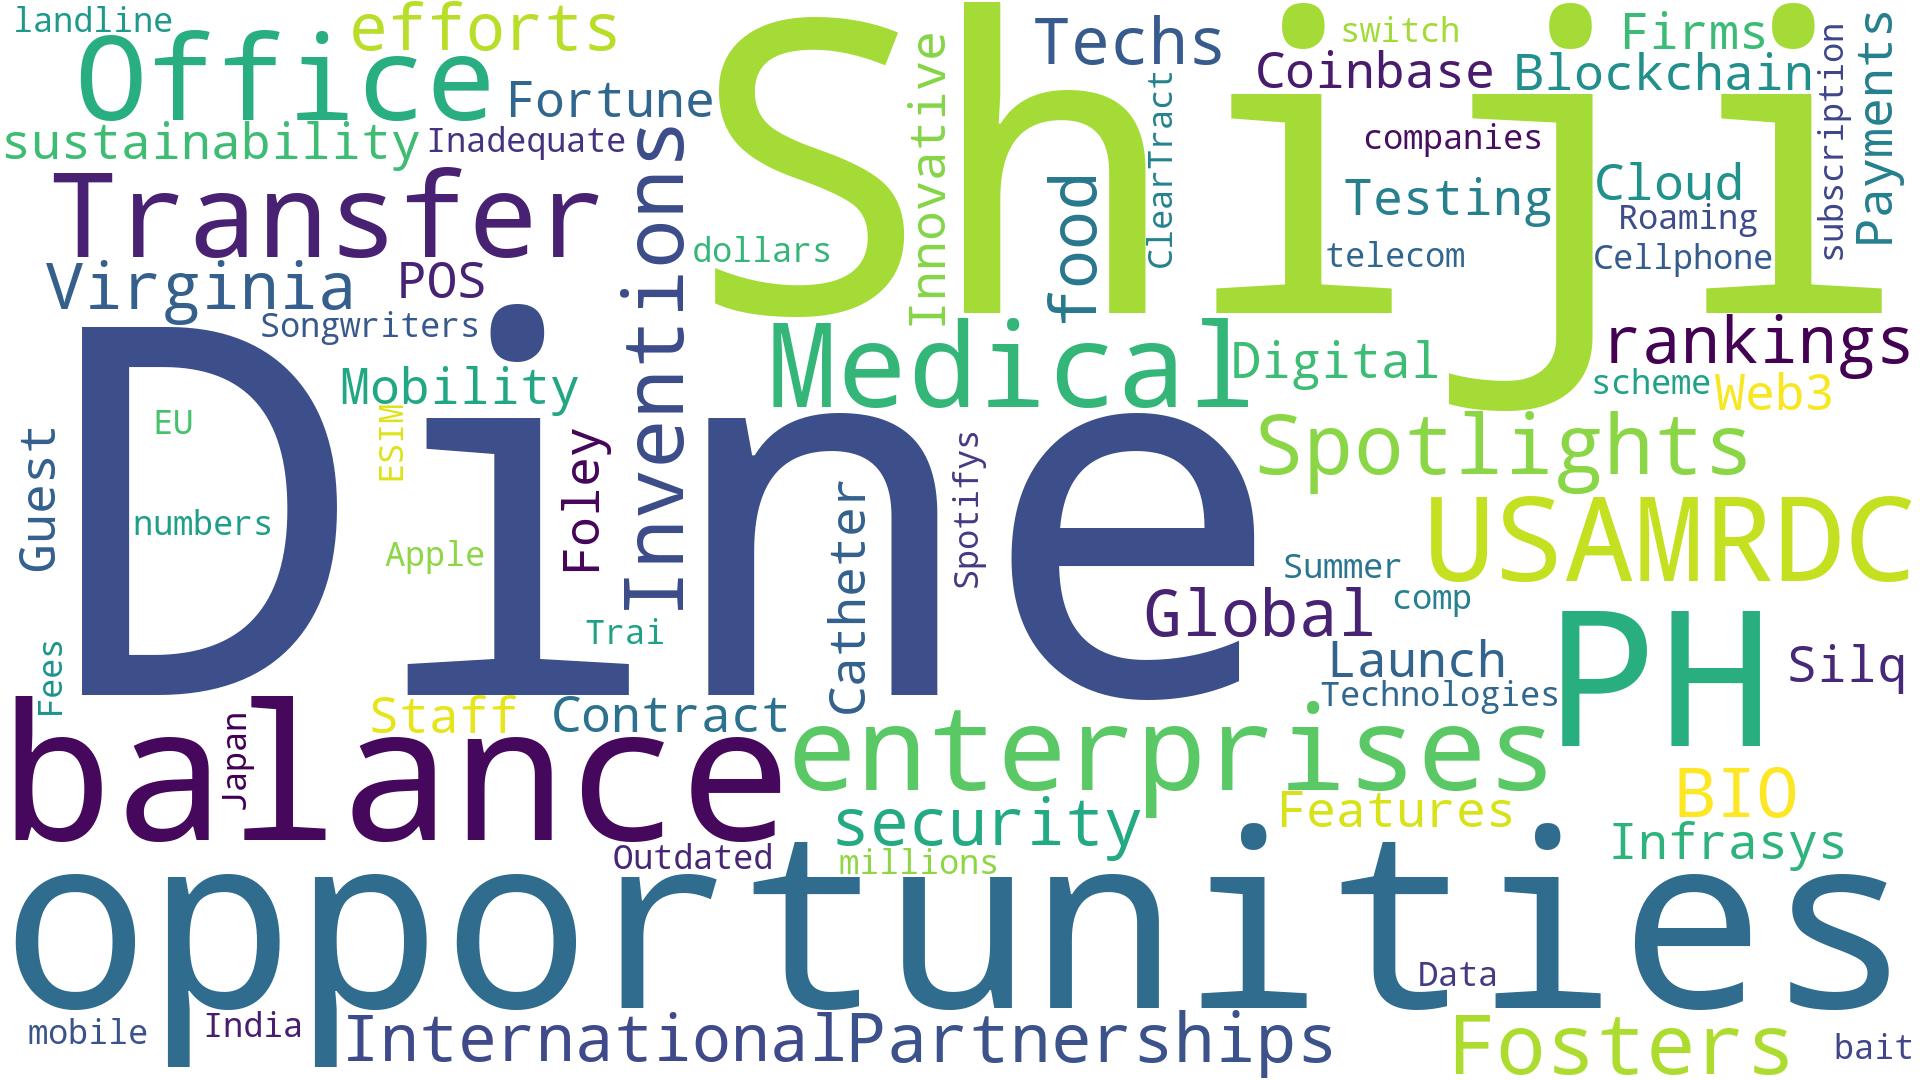 landline
efforts
Office
Fortune
sustainability
Inadequate
Transfer
Virginia
POS
Songwriters
Inventions
dollars
Shiji
Innovative
Techs
food
ClearTract
switch
Firms
Coinbase
Blockchain
companies
Testing
Cloud
Roaming
telecom
Cellphone
subscription
Payments
Medical
Digital
rankings
scheme
Web3
Mobility
Dine
EU
ESIM
Guest
numbers
Apple
Foley
Trai
Catheter
Spotifys
Spotlights
USAMRDC
Summer
comp
Global
Launch
Technologies
PH
Silq
Fees
Staff
Contract
balance
Japan
enterprises
BIO
security
Features
Infrasys
Outdated
millions
opportunities
Data
mobile
India
International
Partnerships
Fosters
bait